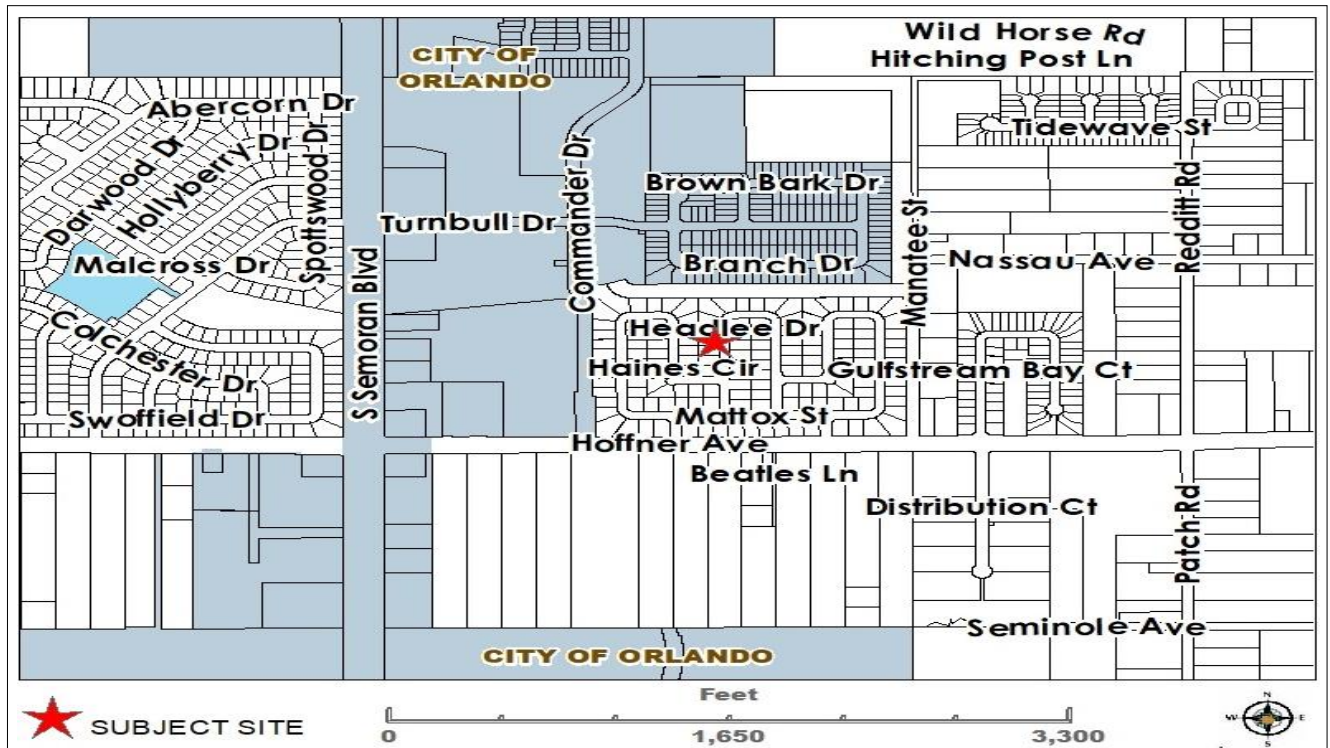 Wild Horse Rd
Hitching Post Ln
CITY OF
ORLANDO
Abercorn Dr
Darwood Dr
Hollyberry Dr
Spottswood Dr
Malcross Dr
Colchester Dr
Swoffield Dr
S Semoran Blvd
Turnbull Dr
Commander Dr
Tidewave St
Brown Bark Dr
Branch Dr
Manatee St
Nassau Ave
Redditt Rd
Headlee Dr
Haines Cir
Gulfstream Bay Ct
Mattox St
Hoffner Ave
Beatles Ln
Distribution Ct
Patch Rd
Seminole Ave
CITY OF ORLANDO
SUBJECT SITE
Feet
0 1,650 3,300
N
W E
S